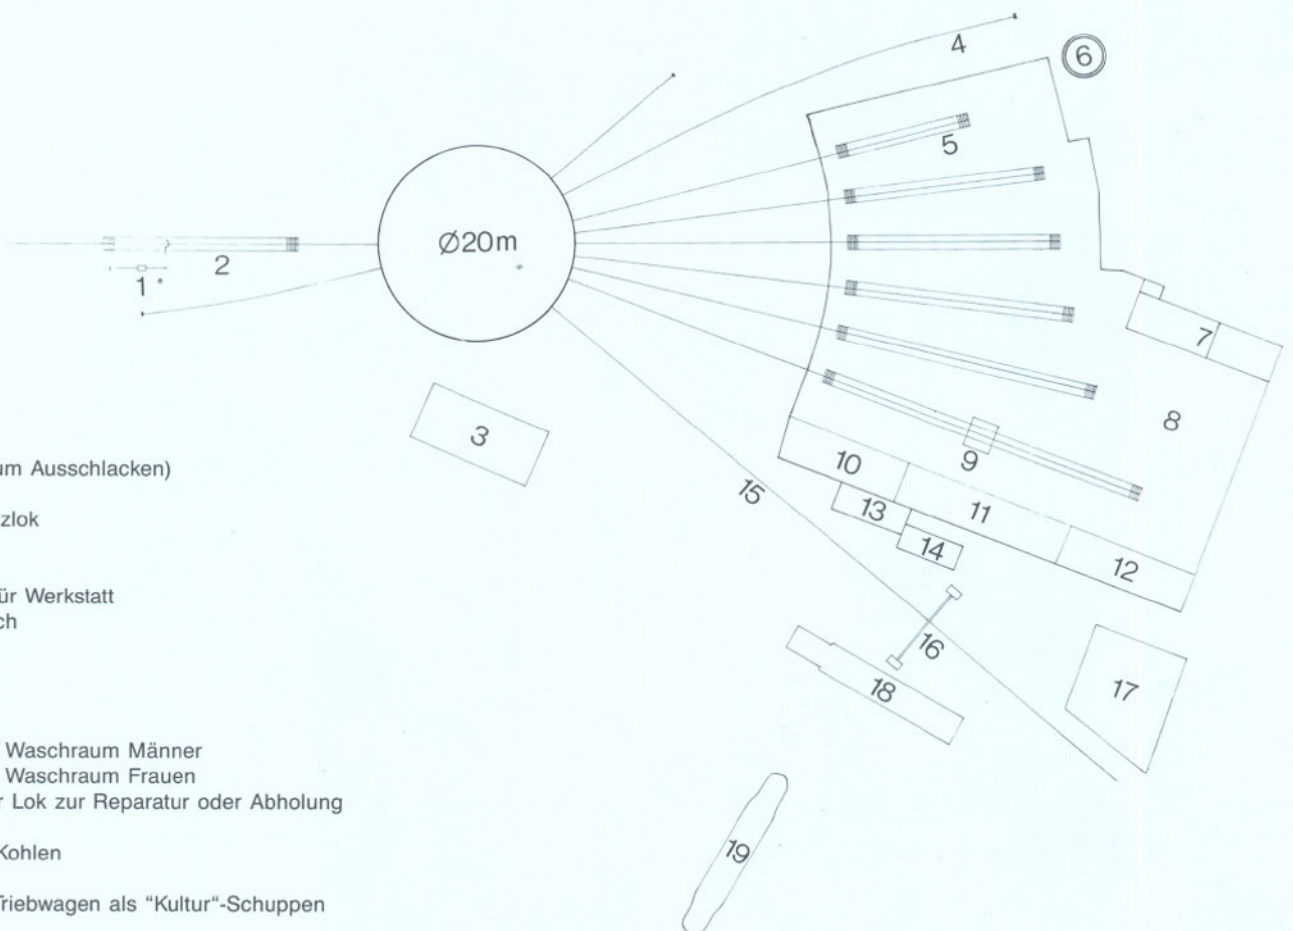 4
6
5
Ø20m
2
1
7
8
3
9
10
11
12
13
14
15
16
17
18
19
um Ausschlacken)
zlok
ür Werkstatt
ch
Waschraum Männer
Waschraum Frauen
r Lok zur Reparatur oder Abholung
Kohlen
Triebwagen als “Kultur“-Schuppen